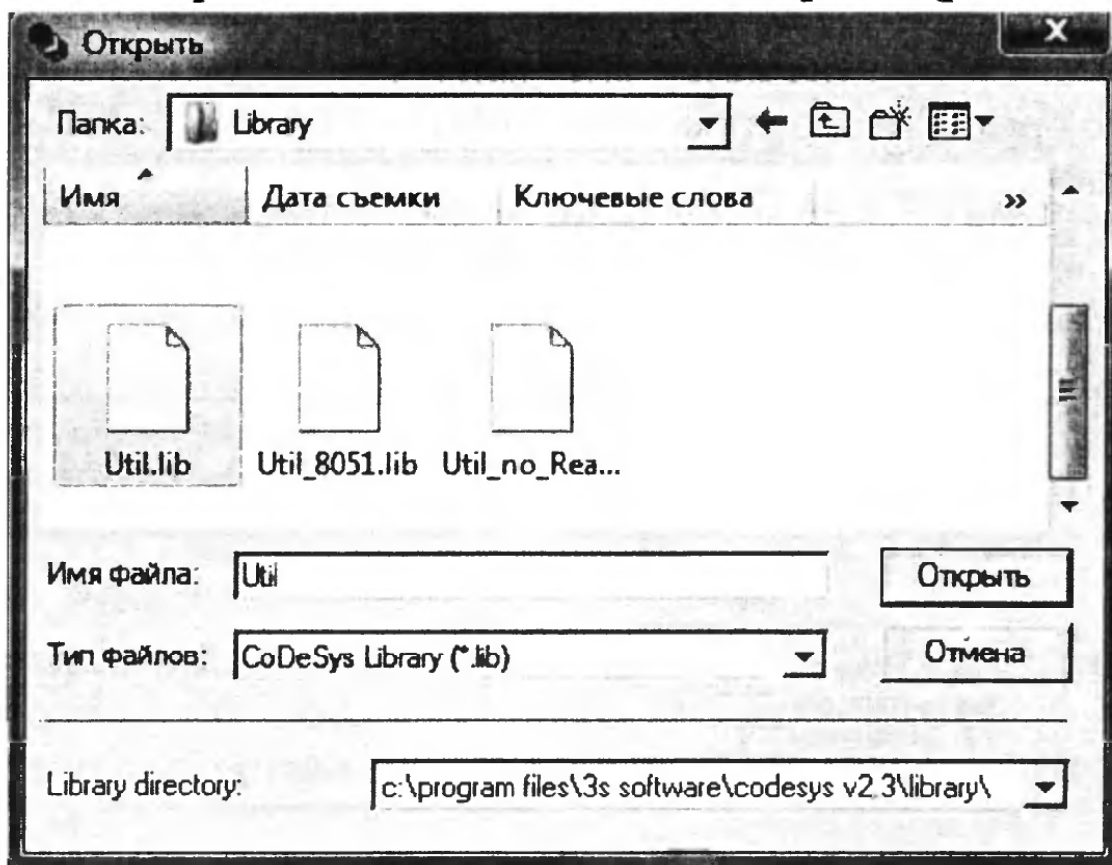 Открыть
Папка: Library
Имя Дата съемки Ключевые слова »
Util.lib Util_8051.lib Util_no_Rea...
Имя файла: Util Открыть
Тип файлов: CoDeSys Library (*.lib) Отмена
Library directory: c:\program files\3s software\codesys v2.3\library\